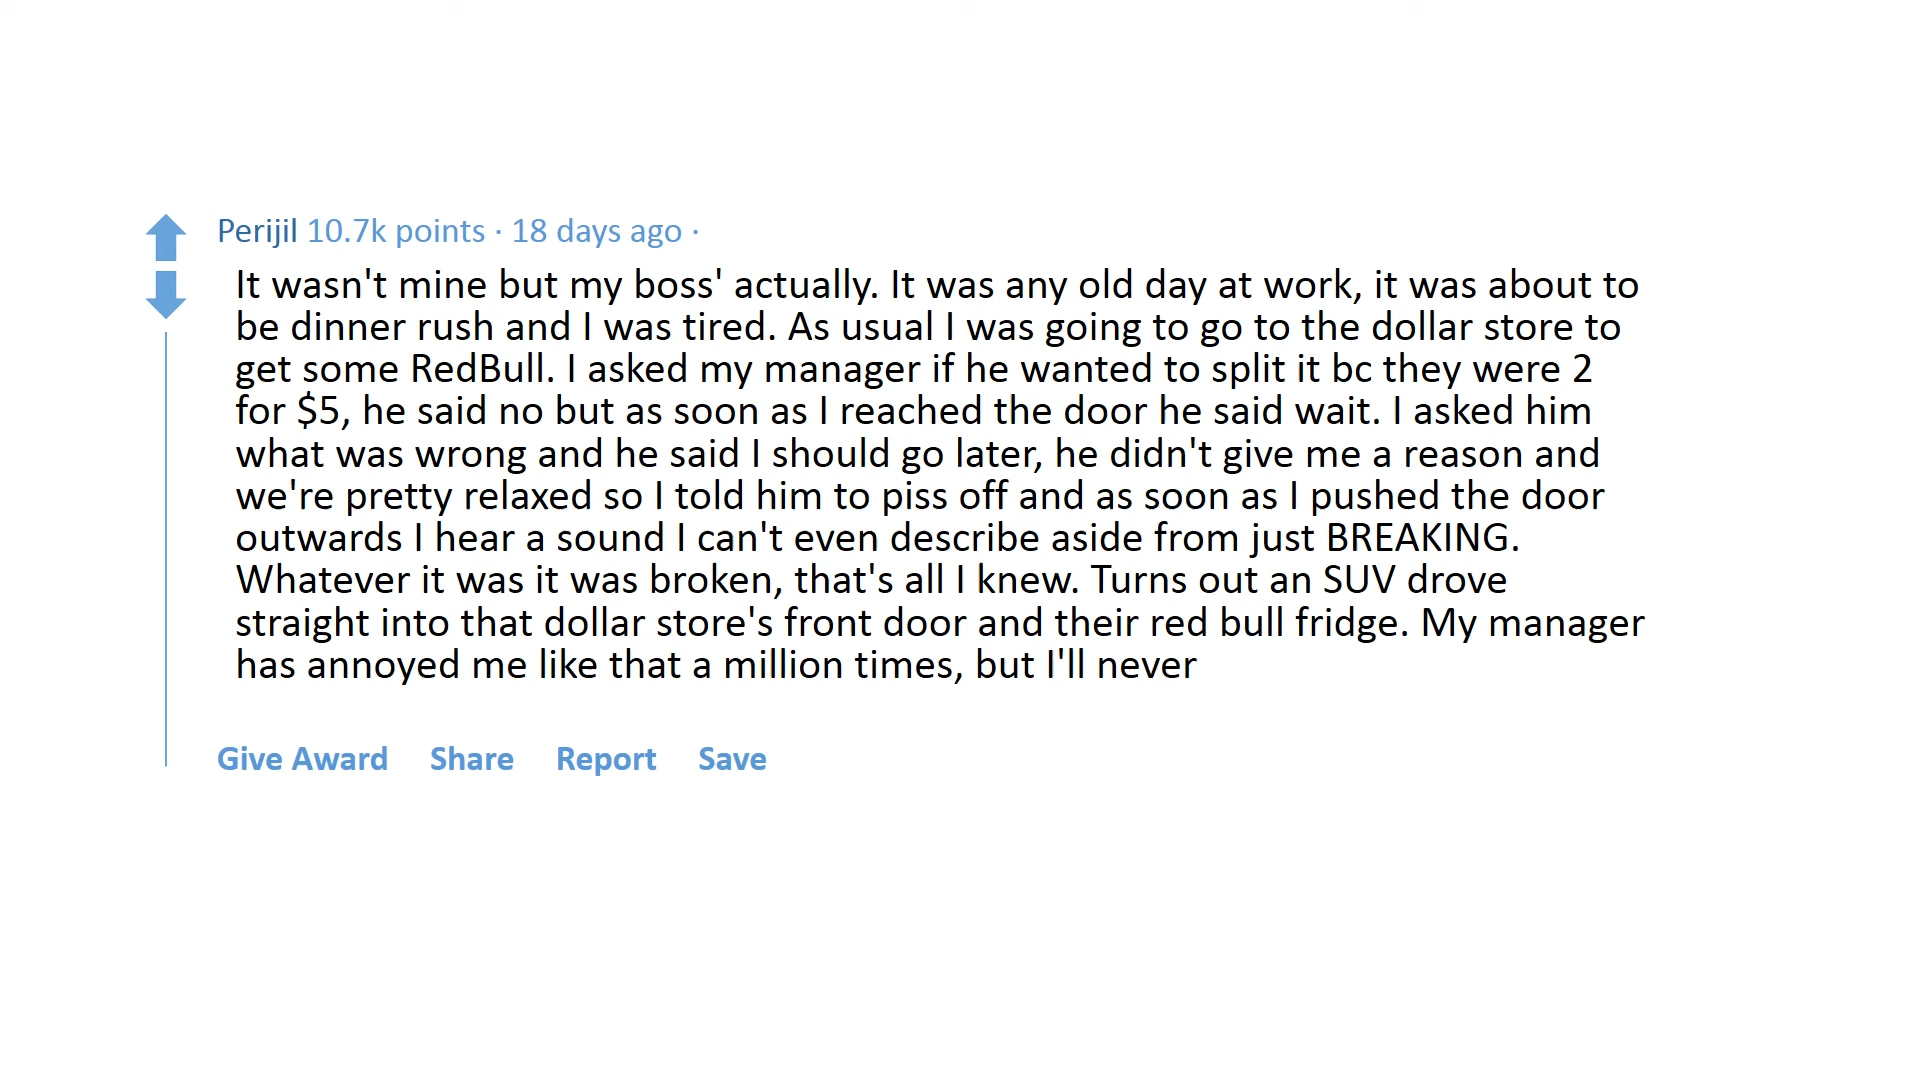 Perijil 10.7k points · 18 days ago ·
It wasn't mine but my boss' actually. It was any old day at work, it was about to
be dinner rush and I was tired. As usual I was going to go to the dollar store to
get some RedBull. I asked my manager if he wanted to split it bc they were 2
for $5, he said no but as soon as I reached the door he said wait. I asked him
what was wrong and he said I should go later, he didn't give me a reason and
we're pretty relaxed so I told him to piss off and as soon as I pushed the door
outwards I hear a sound I can't even describe aside from just BREAKING.
Whatever it was it was broken, that's all I knew. Turns out an SUV drove
straight into that dollar store's front door and their red bull fridge. My manager
has annoyed me like that a million times, but I'll never
Give Award Share Report Save